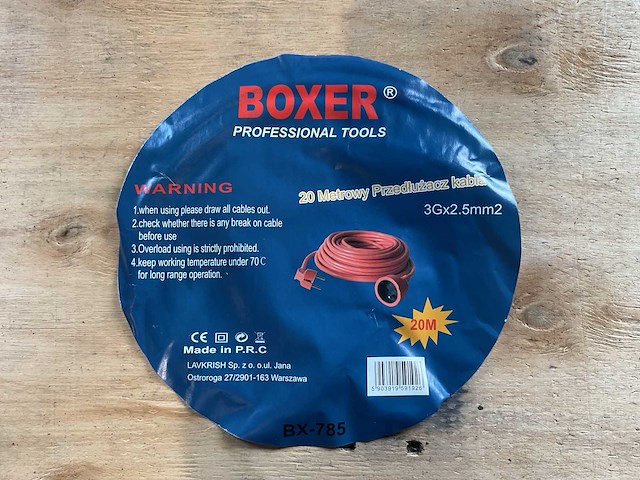 BOXER®
PROFESSIONAL TOOLS
WARNING
1.when using please draw all cables out.
2.check whether there is any break on cable
before use
3.Overload using is strictly prohibited.
4.keep working temperature under 70℃
for long range operation.
20 Metrowy Przedłużacz kabla
3Gx2.5mm2
20M
CE
Made in P.R.C
LAVKRISH Sp. z o. o.ul. Jana
Ostroroga 27/2901-163 Warszawa
5903919591926
BX-785